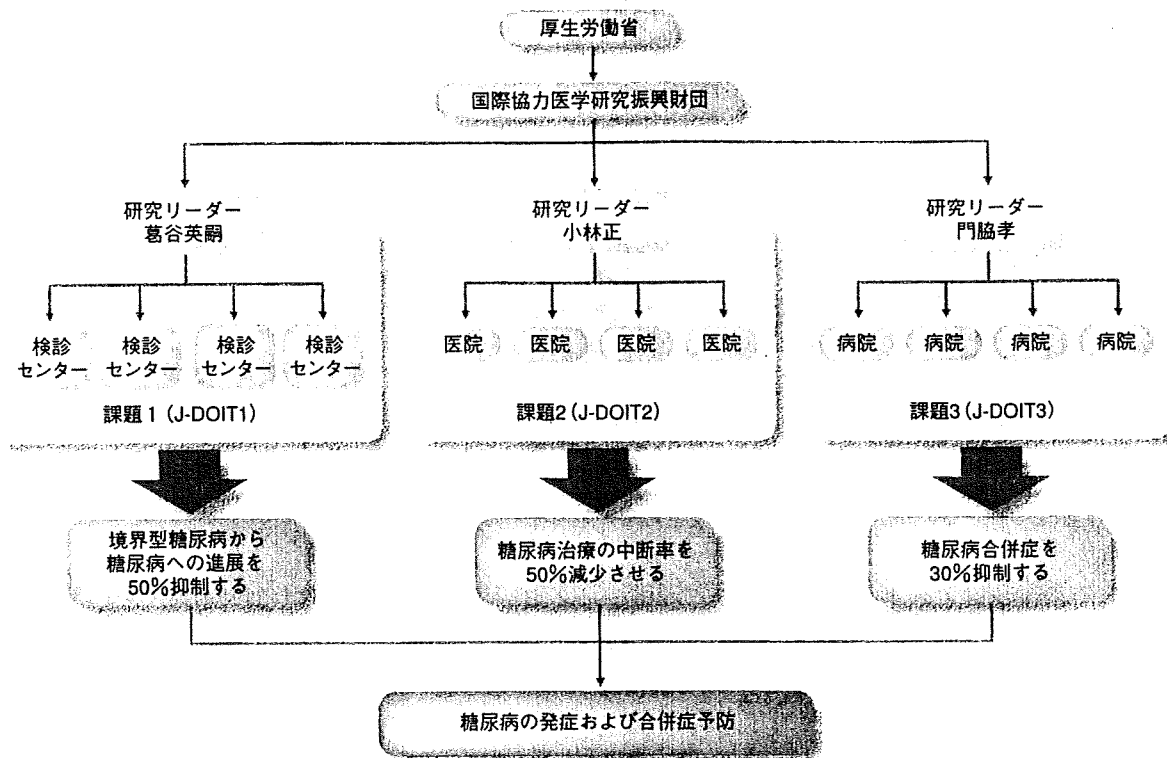 厚生労働省
国際協力医学研究振興財団
研究リーダー
葛谷英嗣
検診
センター
検診
センター
検診
センター
検診
センター
課題1(J-DOIT1)
境界型糖尿病から
糖尿病への進展を
50%抑制する
研究リーダー
小林正
医院
医院
医院
医院
課題2(J-DOIT2)
糖尿病治療の中断率を
50%減少させる
研究リーダー
門脇孝
病院
病院
病院
病院
課題3(J-DOIT3)
糖尿病合併症を
30%抑制する
糖尿病の発症および合併症予防